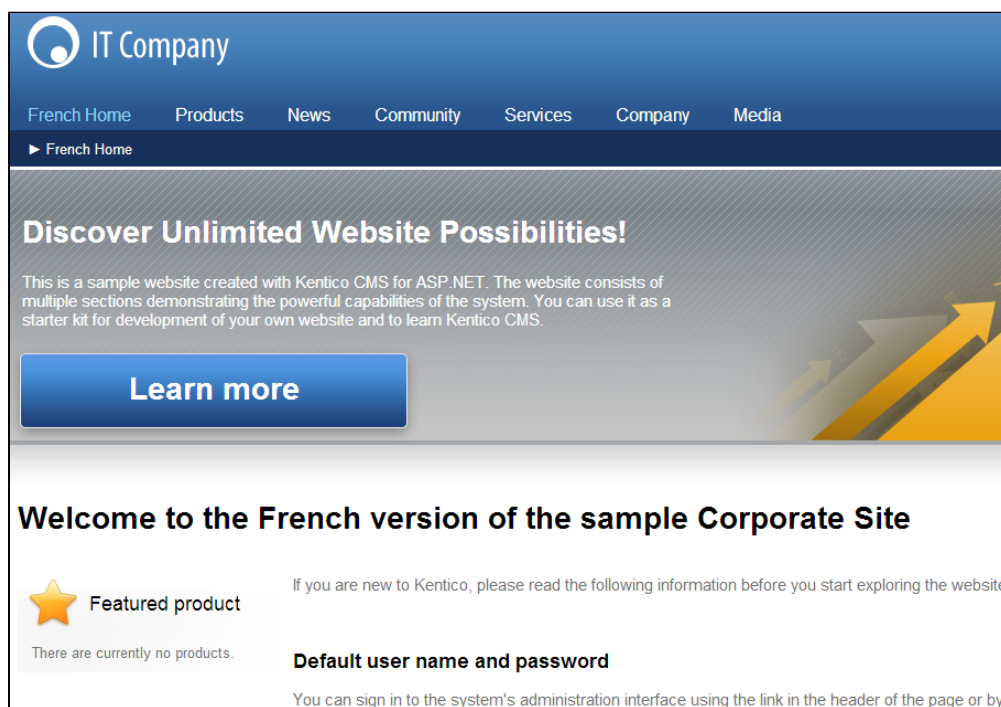 IT Company
French Home Products News Community Services Company Media
► French Home
Discover Unlimited Website Possibilities!
This is a sample website created with Kentico CMS for ASP.NET. The website consists of
multiple sections demonstrating the powerful capabilities of the system. You can use it as a
starter kit for development of your own website and to learn Kentico CMS.
Learn more
Welcome to the French version of the sample Corporate Site
Featured product
There are currently no products.
If you are new to Kentico, please read the following information before you start exploring the website
Default user name and password
You can sign in to the system's administration interface using the link in the header of the page or by